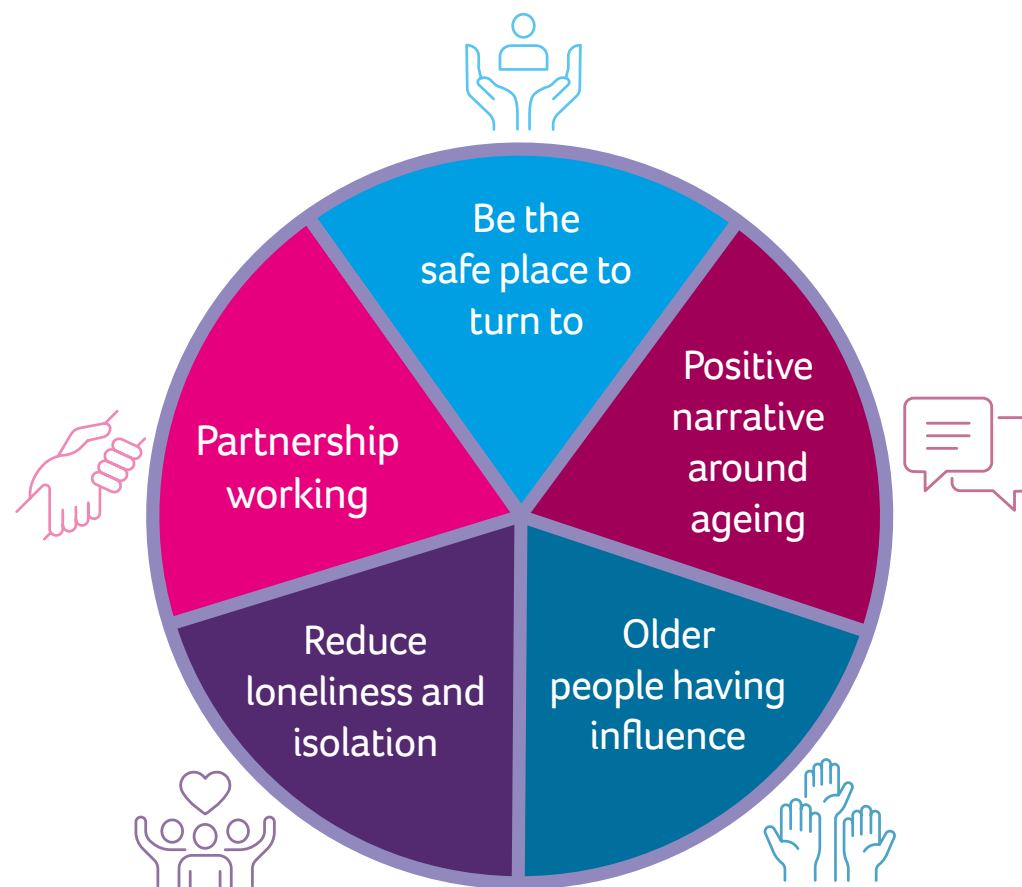 Be the
safe place to
turn to
Positive
narrative
around
ageing
Older
people having
influence
Reduce
loneliness and
isolation
Partnership
working